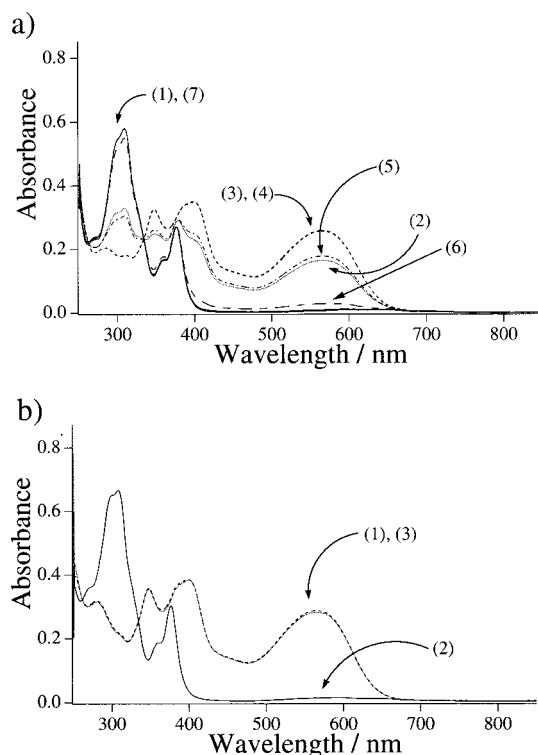 a)
0.8
(1), (7)
0.6
(5)
Absorbance
0.4
(3), (4)
(2)
(6)
0.2
0.0
300 400 500 600 700 800
Wavelength / nm
b)
0.8
0.6
Absorbance
(1), (3)
0.4
0.2
(2)
0.0
300 400 500 600 700 800
Wavelength / nm